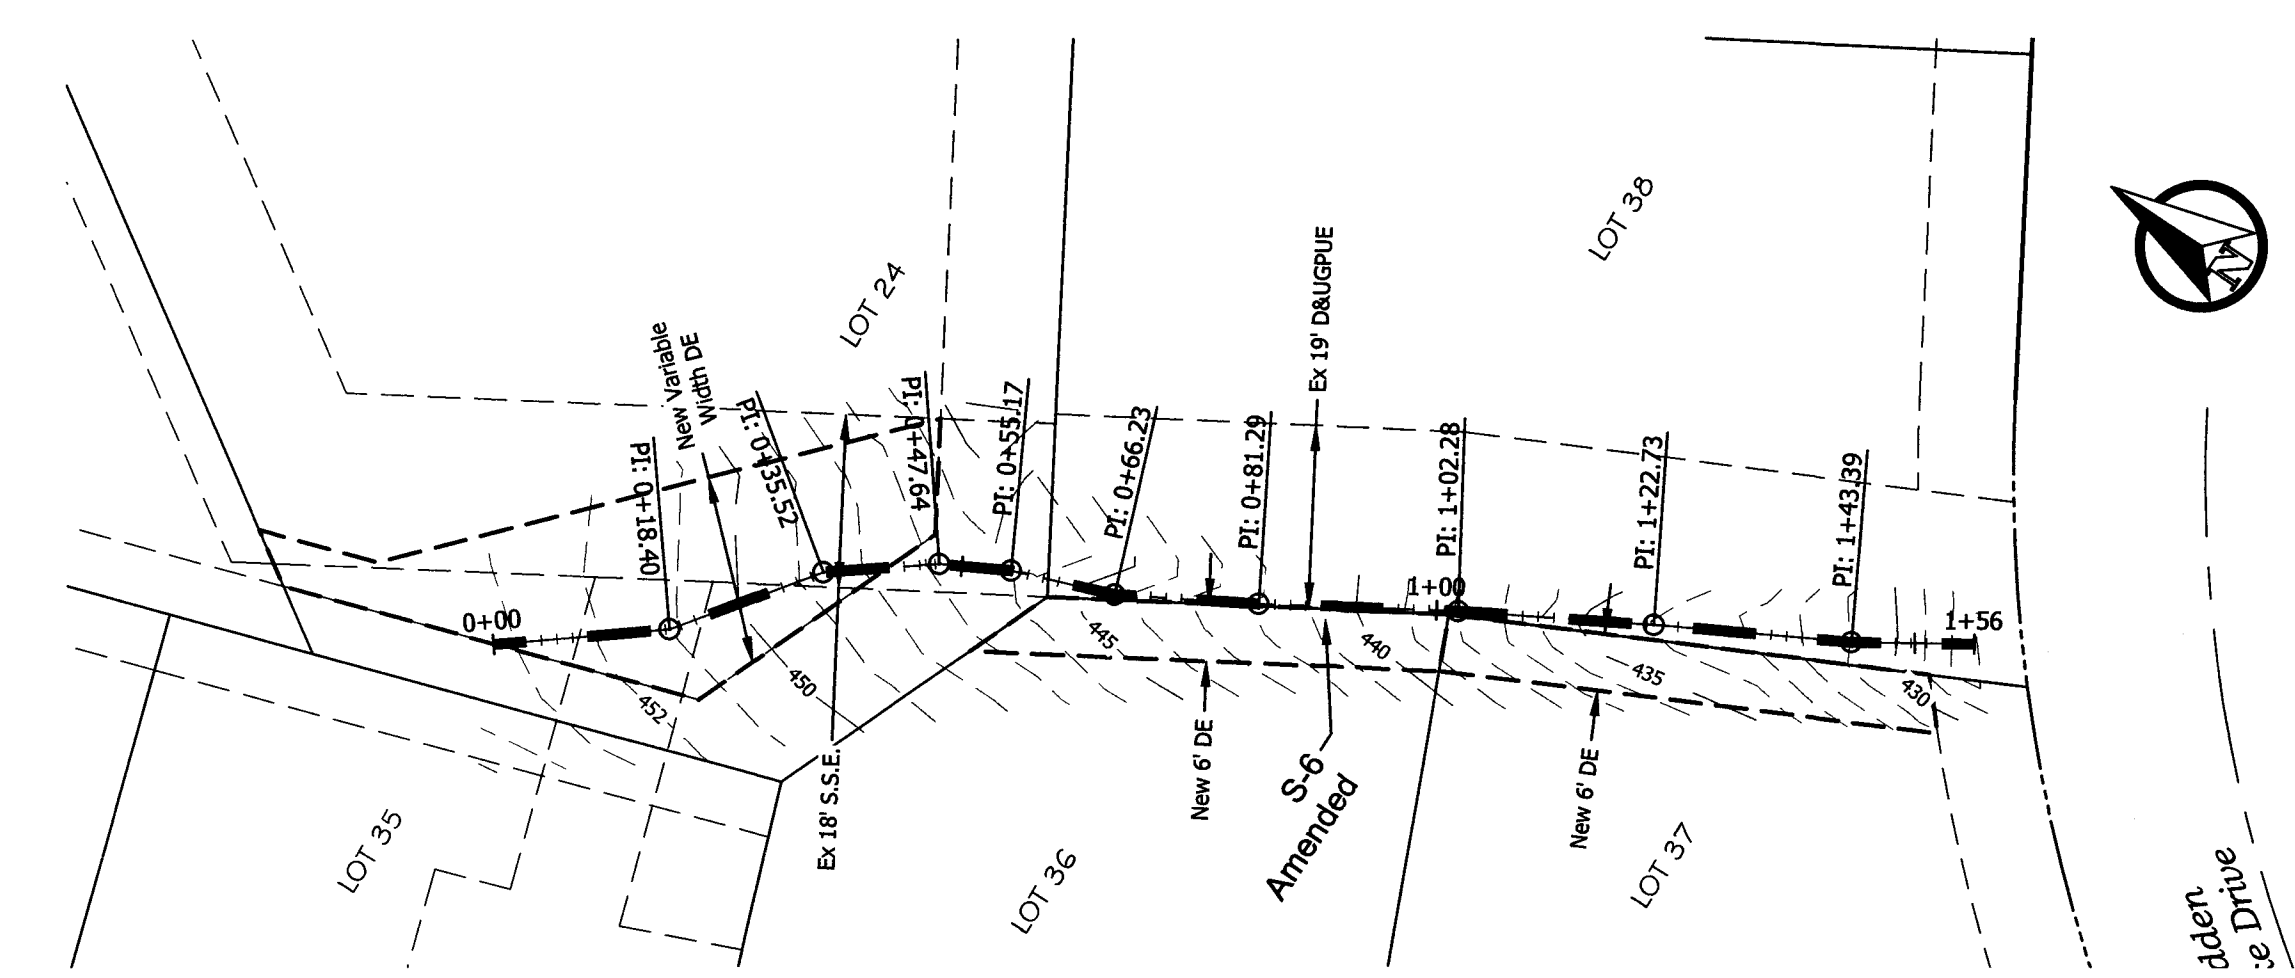 LOT 38
LOT 24
Ex 19' D&UGPUE
N
New Variable
Width DE
PI: 0+18.40
PI: 0+35.52
PI: 0+47.64
PI: 0+55.17
PI: 0+66.23
PI: 0+81.29
PI: 1+02.28
PI: 1+22.73
PI: 1+43.39
0+00
1+00
1+56
452
450
445
440
435
430
Ex 18' S.S.E.
New 6' DE
S-6
Amended
New 6' DE
LOT 35
LOT 36
LOT 37
dden
ce Drive